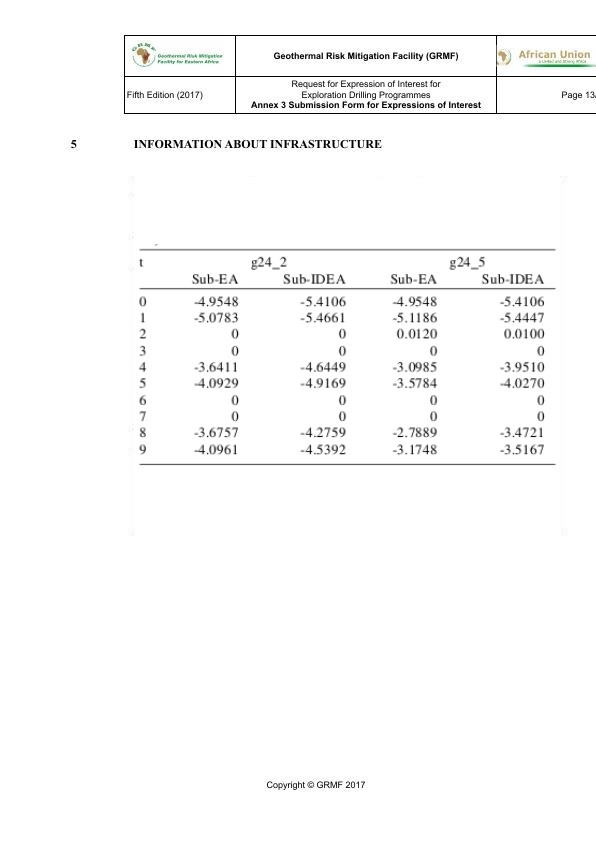 GRMF
Geothermal Risk Mitigation
Facility for Eastern Africa
Geothermal Risk Mitigation Facility (GRMF)
African Union
a United and Strong Africa
Fifth Edition (2017)
Request for Expression of Interest for
Exploration Drilling Programmes
Annex 3 Submission Form for Expressions of Interest
Page 13
5 INFORMATION ABOUT INFRASTRUCTURE
t g24_2 g24_5
Sub-EA Sub-IDEA Sub-EA Sub-IDEA
0 -4.9548 -5.4106 -4.9548 -5.4106
1 -5.0783 -5.4661 -5.1186 -5.4447
2 0 0 0.0120 0.0100
3 0 0 0 0
4 -3.6411 -4.6449 -3.0985 -3.9510
5 -4.0929 -4.9169 -3.5784 -4.0270
6 0 0 0 0
7 0 0 0 0
8 -3.6757 -4.2759 -2.7889 -3.4721
9 -4.0961 -4.5392 -3.1748 -3.5167
Copyright © GRMF 2017